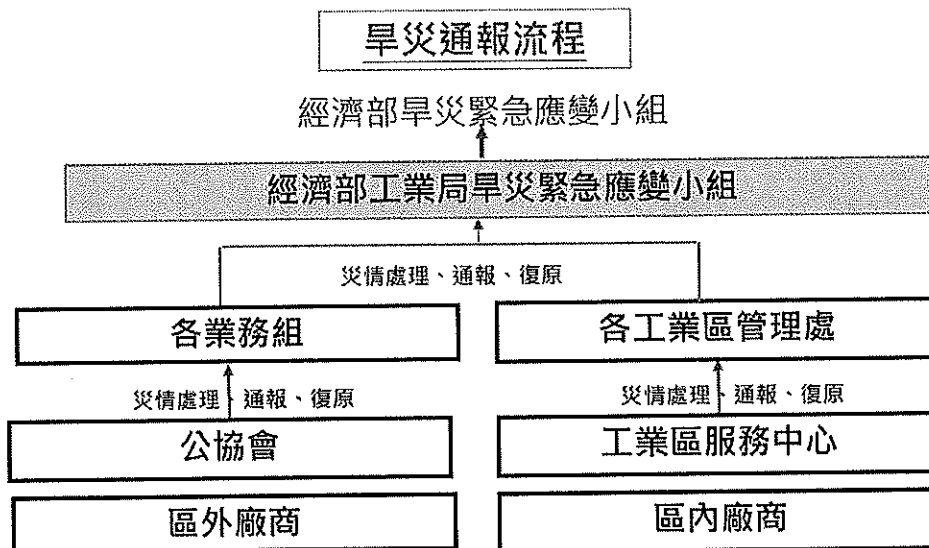 旱災通報流程
經濟部旱災緊急應變小組
經濟部工業局旱災緊急應變小組
災情處理、通報、復原
各業務組
各工業區管理處
災情處理、通報、復原
災情處理、通報、復原
公協會
工業區服務中心
區外廠商
區內廠商